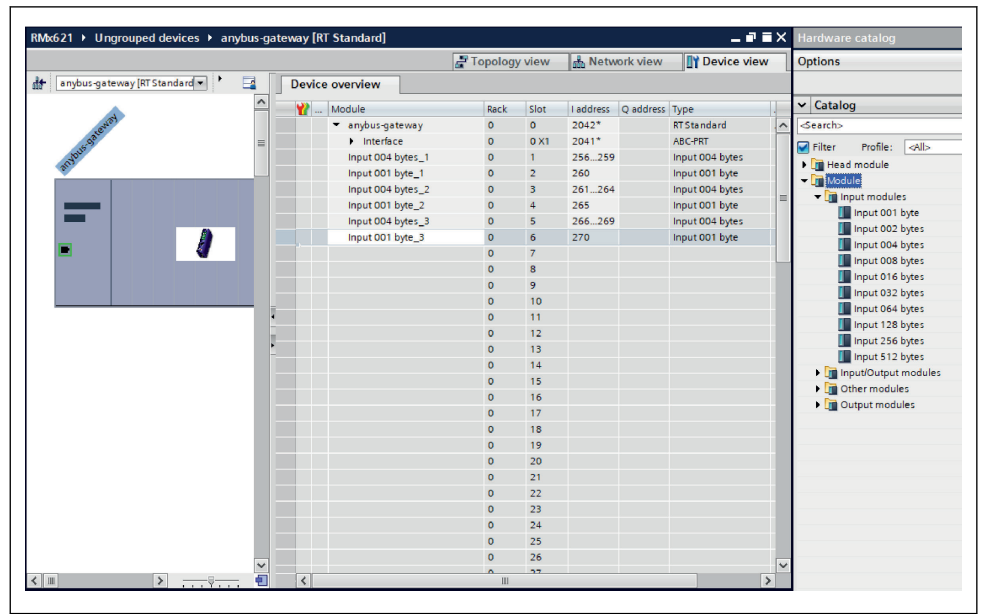 RMx621 ▸ Ungrouped devices ▸ anybus-gateway [RT Standard]
Hardware catalog
Topology view Network view Device view
Options
anybus-gateway [RT Standard]
Device overview
Catalog
<Search>
Filter Profile: <All>
Head module
Module
Input modules
Input 001 byte
Input 002 bytes
Input 004 bytes
Input 008 bytes
Input 016 bytes
Input 032 bytes
Input 064 bytes
Input 128 bytes
Input 256 bytes
Input 512 bytes
Input/Output modules
Other modules
Output modules
anybus-gateway
... Module Rack Slot I address Q address Type
anybus-gateway 0 0 2042* RT Standard
Interface 0 0 X1 2041* ABC-PRT
Input 004 bytes_1 0 1 256...259 Input 004 bytes
Input 001 byte_1 0 2 260 Input 001 byte
Input 004 bytes_2 0 3 261...264 Input 004 bytes
Input 001 byte_2 0 4 265 Input 001 byte
Input 004 bytes_3 0 5 266...269 Input 004 bytes
Input 001 byte_3 0 6 270 Input 001 byte
0 7
0 8
0 9
0 10
0 11
0 12
0 13
0 14
0 15
0 16
0 17
0 18
0 19
0 20
0 21
0 22
0 23
0 24
0 25
0 26
0 27